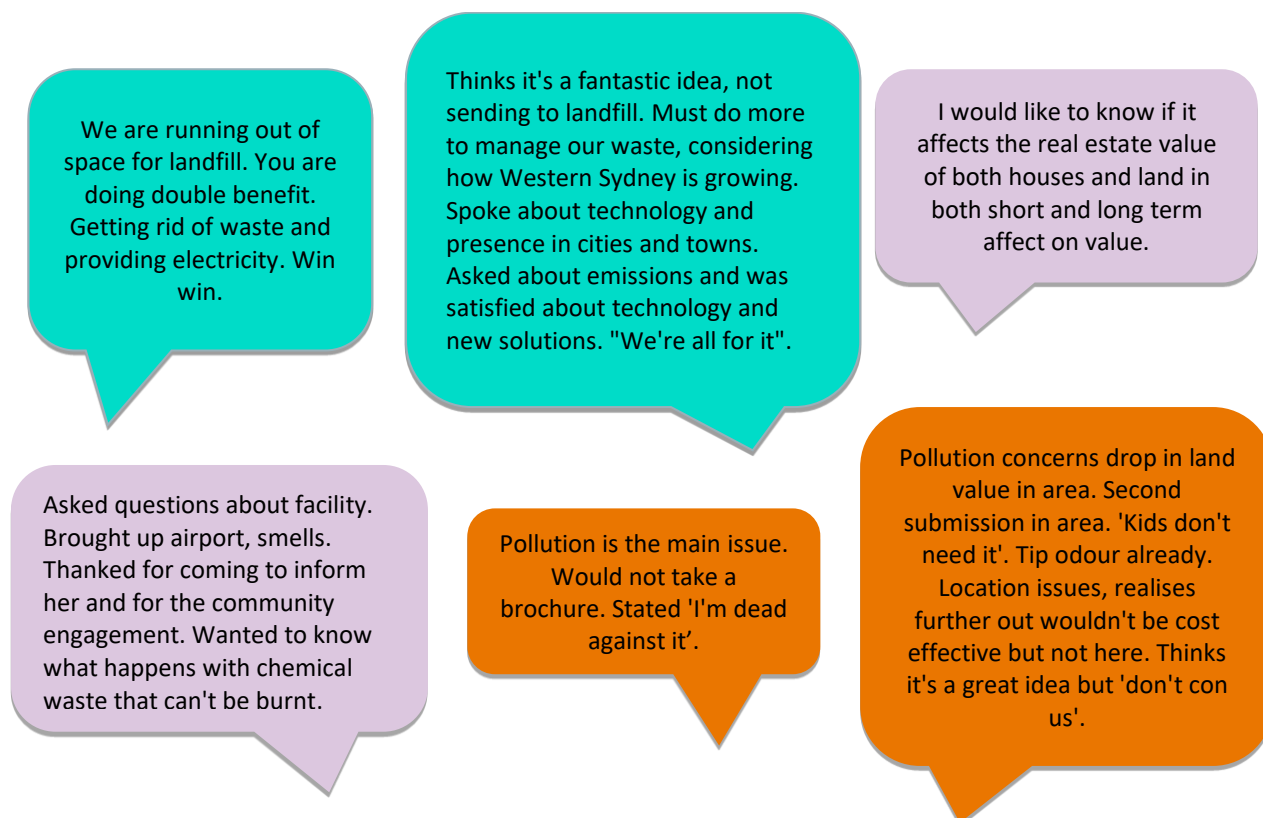 We are running out of
space for landfill. You are
doing double benefit.
Getting rid of waste and
providing electricity. Win
win.
Thinks it's a fantastic idea, not
sending to landfill. Must do more
to manage our waste, considering
how Western Sydney is growing.
Spoke about technology and
presence in cities and towns.
Asked about emissions and was
satisfied about technology and
new solutions. "We're all for it".
I would like to know if it
affects the real estate value
of both houses and land in
both short and long term
affect on value.
Asked questions about facility.
Brought up airport, smells.
Thanked for coming to inform
her and for the community
engagement. Wanted to know
what happens with chemical
waste that can't be burnt.
Pollution is the main issue.
Would not take a
brochure. Stated 'I'm dead
against it’.
Pollution concerns drop in land
value in area. Second
submission in area. 'Kids don't
need it'. Tip odour already.
Location issues, realises
further out wouldn't be cost
effective but not here. Thinks
it's a great idea but 'don't con
us'.